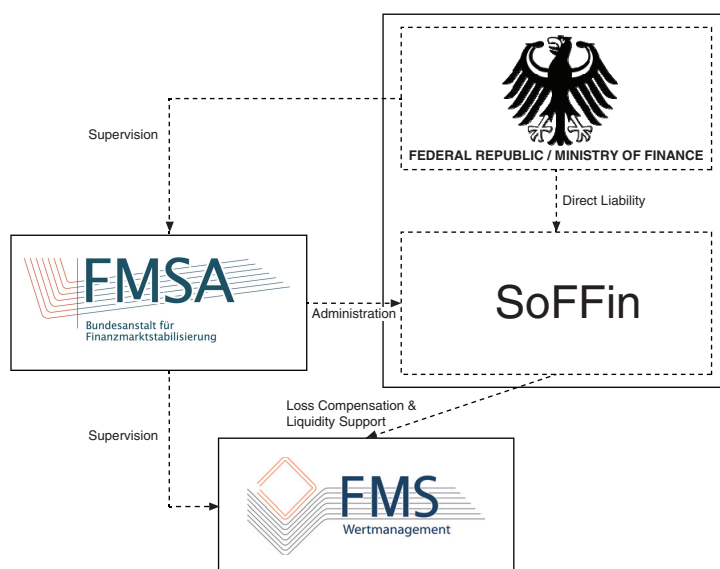 FEDERAL REPUBLIC / MINISTRY OF FINANCE
Supervision
Direct Liability
FMSA
Bundesanstalt für
Finanzmarktstabilisierung
Administration
SoFFin
Loss Compensation &
Liquidity Support
Supervision
FMS
Wertmanagement